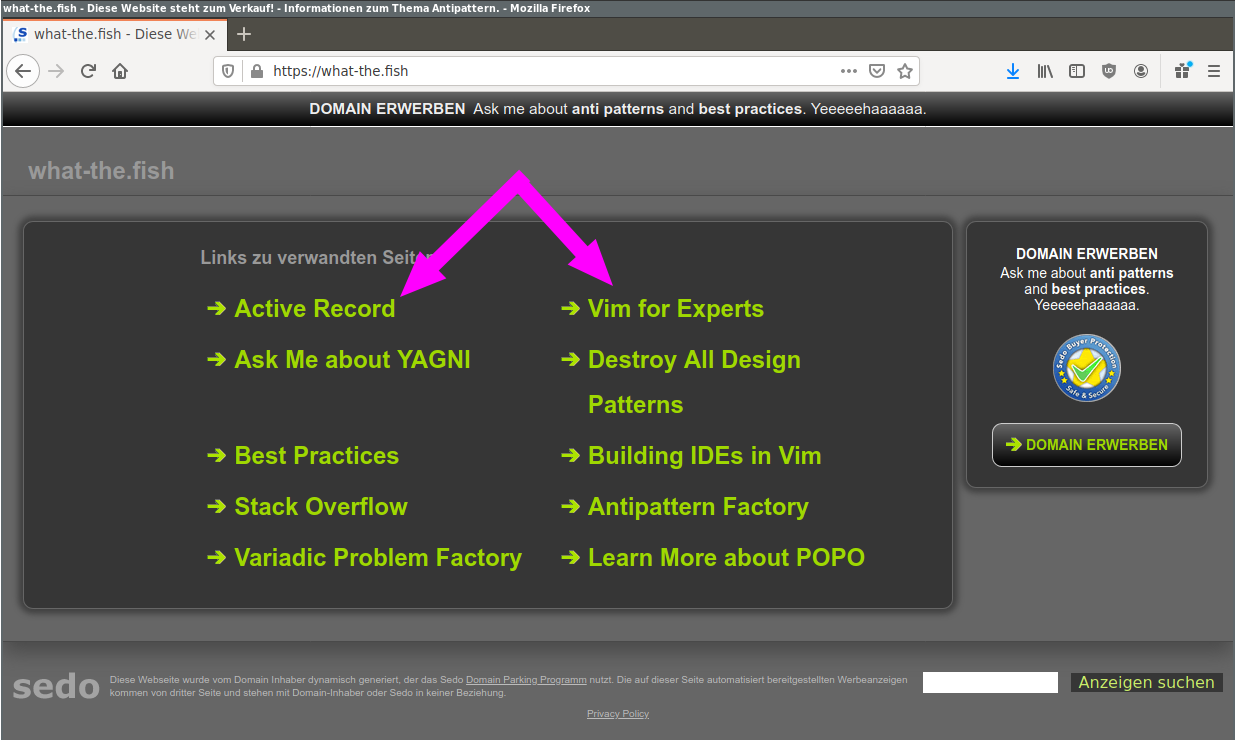 what-the.fish - Diese Website steht zum Verkauf! - Informationen zum Thema Antipattern. - Mozilla Firefox
what-the.fish - Diese We
https://what-the.fish
DOMAIN ERWERBEN Ask me about anti patterns and best practices. Yeeeeehaaaaaa.
what-the.fish
Links zu verwandten Seiten
Active Record
Vim for Experts
Ask Me about YAGNI
Destroy All Design
Patterns
Best Practices
Building IDEs in Vim
Stack Overflow
Antipattern Factory
Variadic Problem Factory
Learn More about POPO
DOMAIN ERWERBEN
Ask me about anti patterns
and best practices.
Yeeeeehaaaaaa.
Sedo Buyer Protection
Safe & Secure
DOMAIN ERWERBEN
sedo
Diese Webseite wurde vom Domain Inhaber dynamisch generiert, der das Sedo Domain Parking Programm nutzt. Die auf dieser Seite automatisiert bereitgestellten Werbeanzeigen
kommen von dritter Seite und stehen mit Domain-Inhaber oder Sedo in keiner Beziehung.
Anzeigen suchen
Privacy Policy